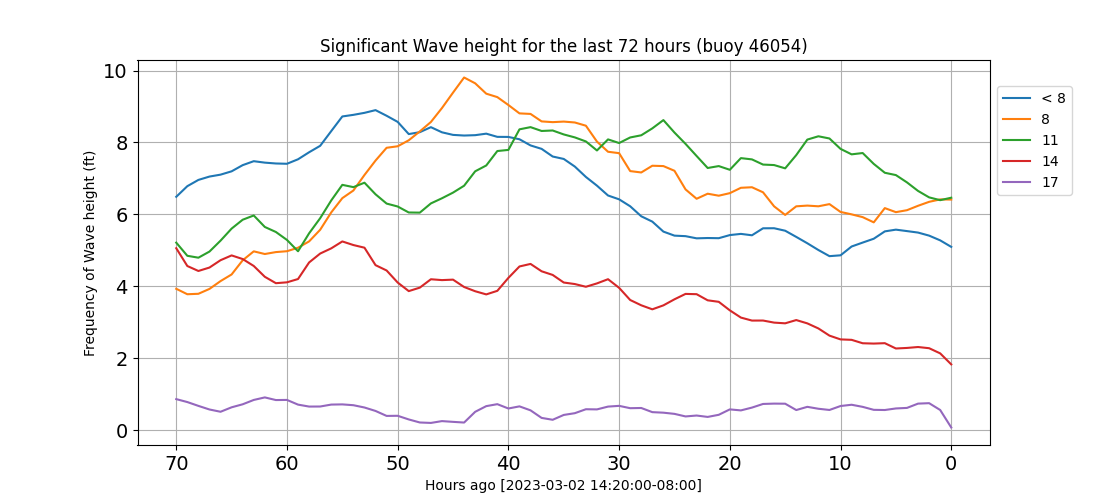 Significant Wave height for the last 72 hours (buoy 46054)
Frequency of Wave height (ft)
10
8
6
4
2
0
70 60 50 40 30 20 10 0
Hours ago [2023-03-02 14:20:00-08:00]
< 8
8
11
14
17